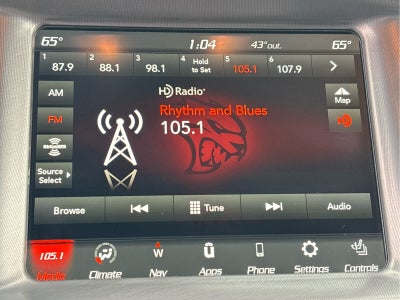 65° 1:04 43°out. 65°
1 87.9 2 88.1 3 98.1 4 Hold to Set 5 105.1 6 107.9
AM HD Radio Map
Rhythm and Blues
FM 105.1
SiriusXM
Source Select
Browse Tune Audio
105.1
Climate Nav Apps Phone Settings Controls
W